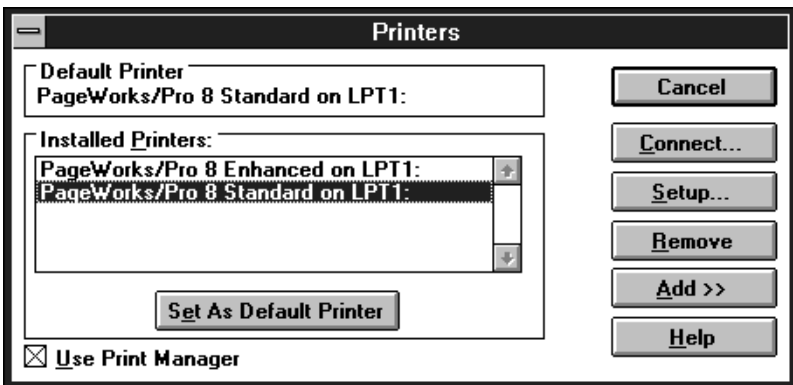 Printers
Default Printer
PageWorks/Pro 8 Standard on LPT1:
Installed Printers:
PageWorks/Pro 8 Enhanced on LPT1:
PageWorks/Pro 8 Standard on LPT1:
Set As Default Printer
Use Print Manager
Cancel
Connect...
Setup...
Remove
Add >>
Help